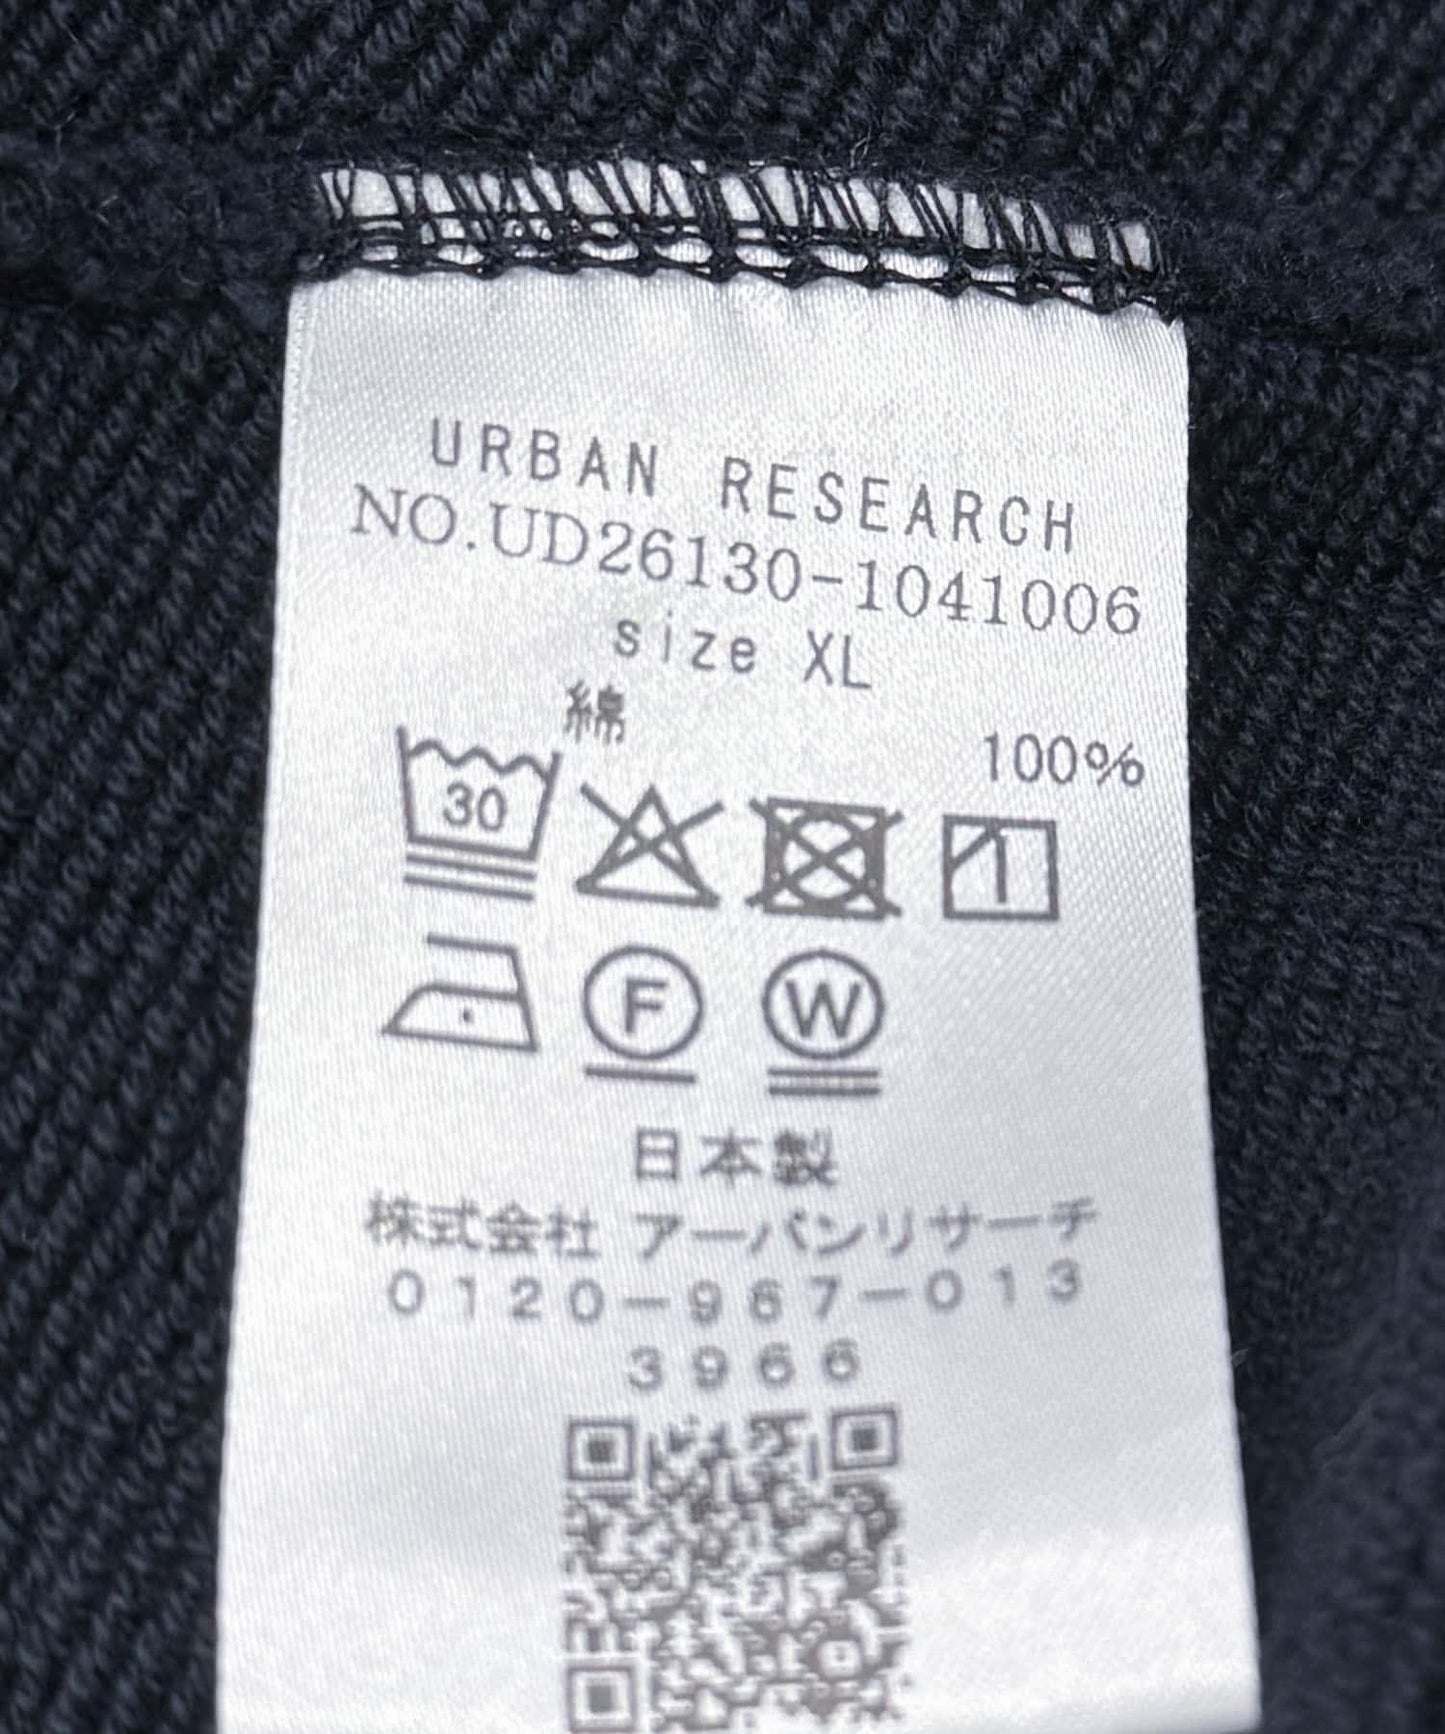 URBAN RESEARCH
NO.UD26130-1041006
size XL
綿 100%
30
F W
日本製
株式会社 アーバンリサーチ
0120-967-013
3966